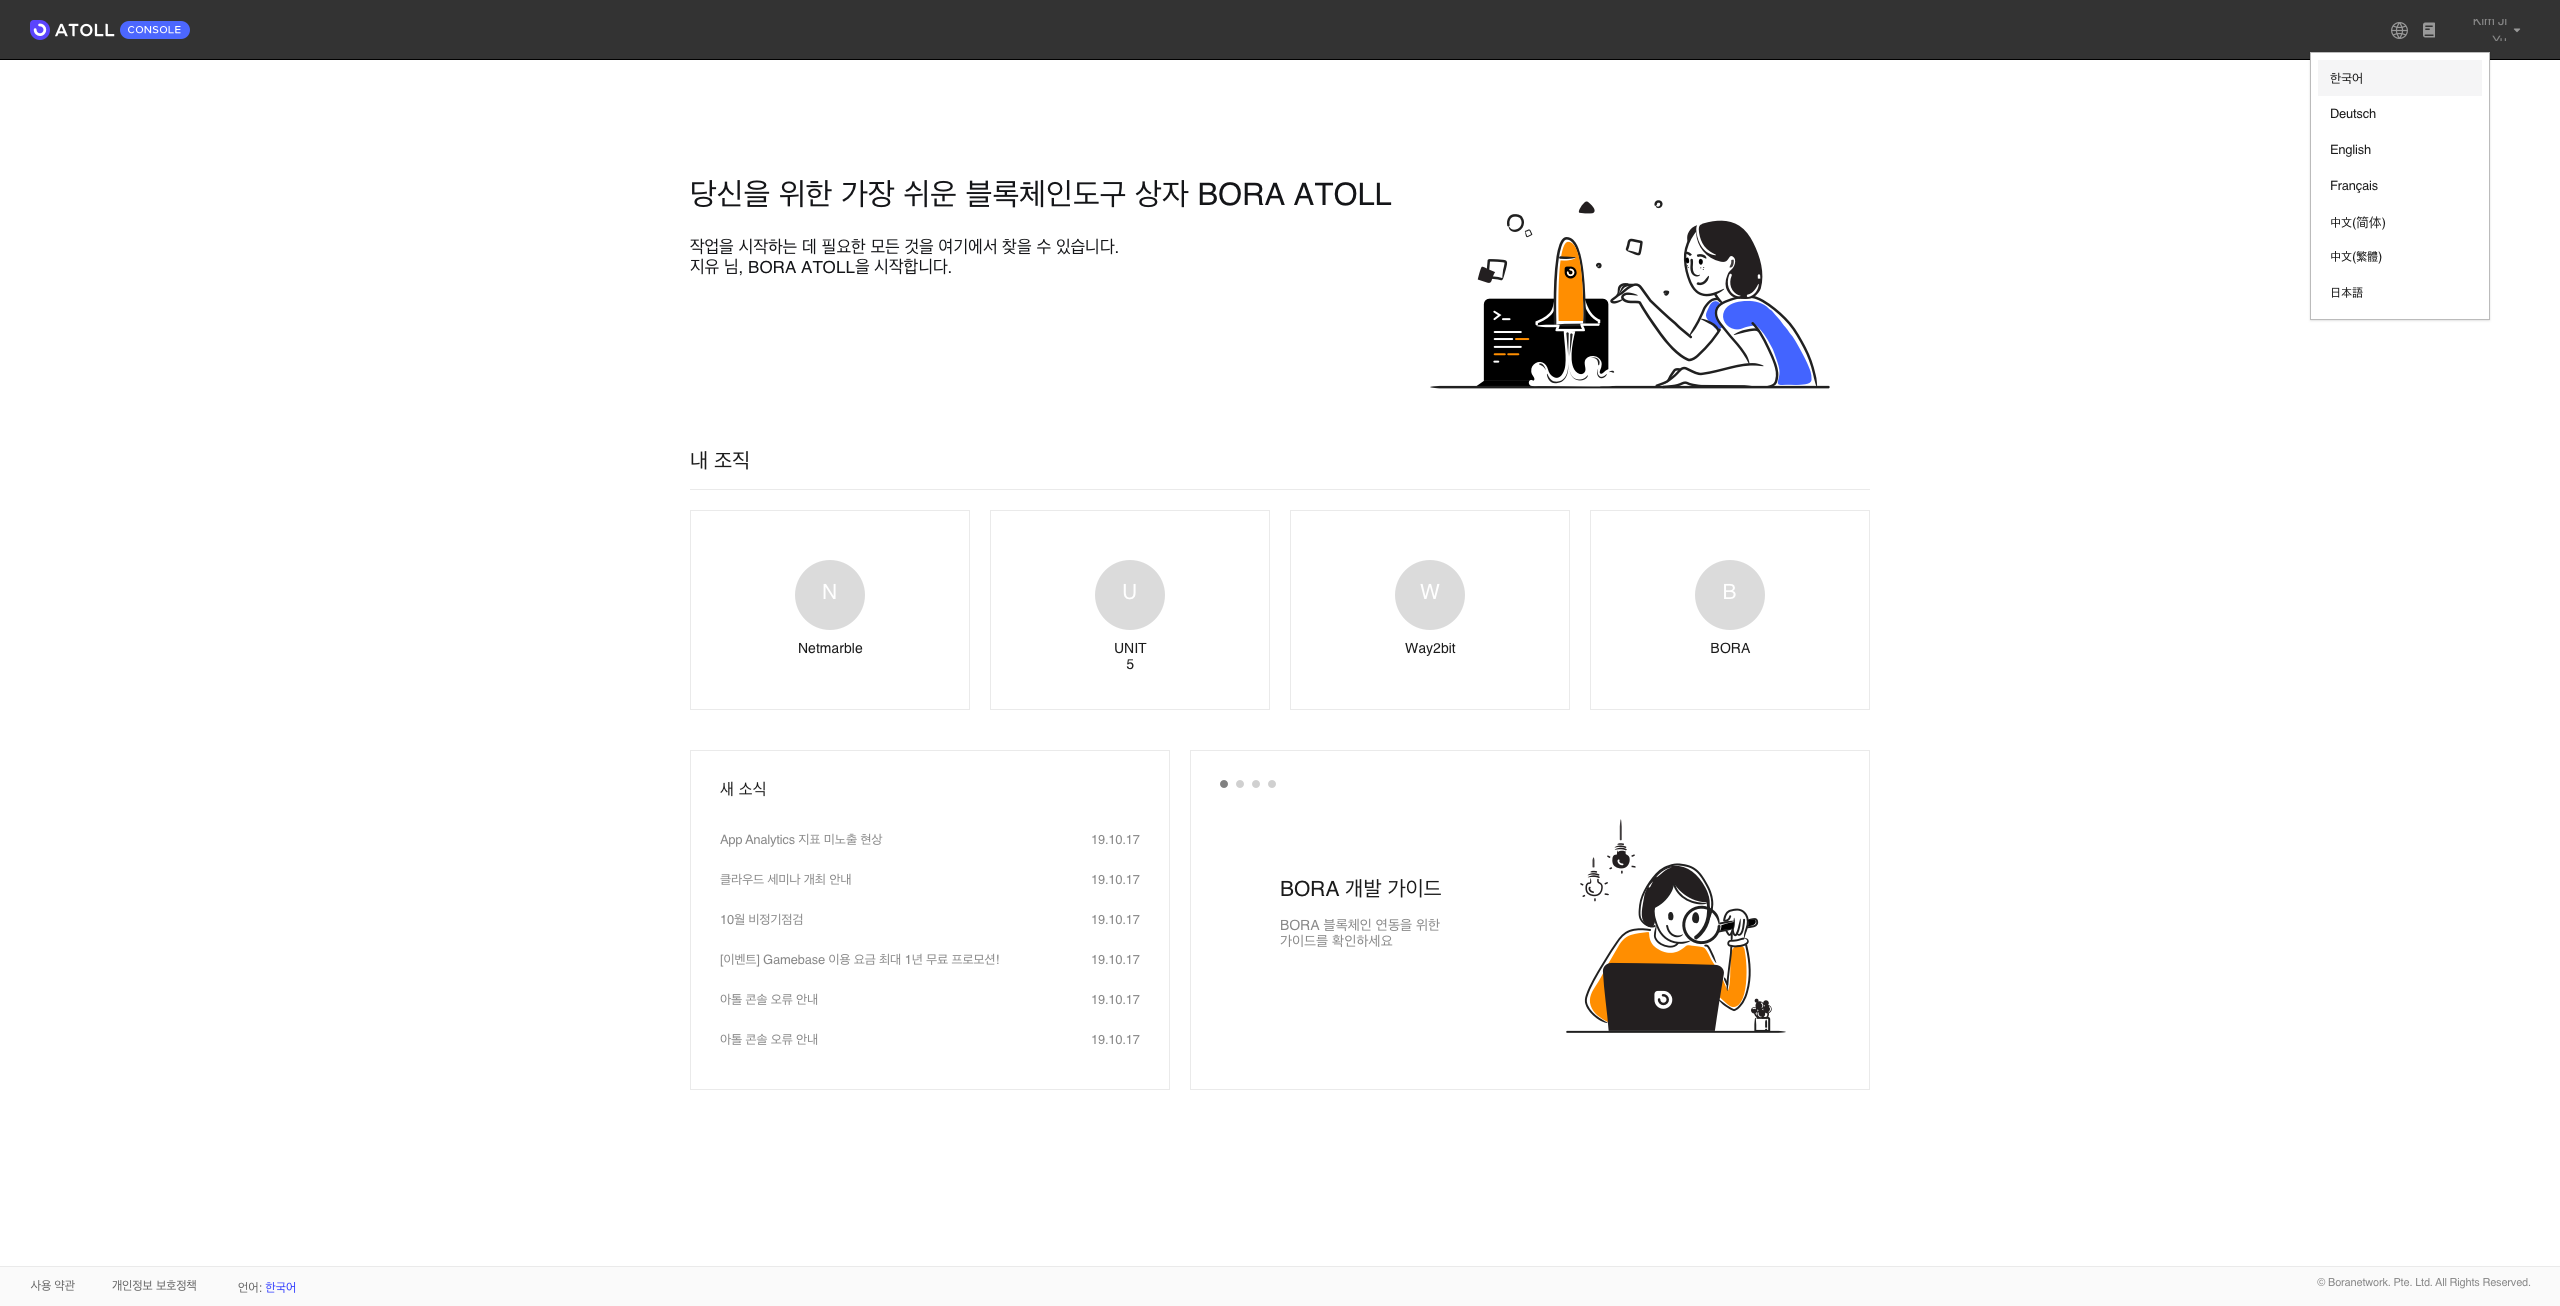 ATOLL CONSOLE
한국어
Deutsch
English
Français
中文(简体)
中文(繁體)
日本語
당신을 위한 가장 쉬운 블록체인도구 상자 BORA ATOLL
작업을 시작하는 데 필요한 모든 것을 여기에서 찾을 수 있습니다.
지유 님, BORA ATOLL을 시작합니다.
내 조직
N
Netmarble
U
UNIT
5
W
Way2bit
B
BORA
새 소식
App Analytics 지표 미노출 현상 19.10.17
클라우드 세미나 개최 안내 19.10.17
10월 비정기점검 19.10.17
[이벤트] Gamebase 이용 요금 최대 1년 무료 프로모션! 19.10.17
아톨 콘솔 오류 안내 19.10.17
아톨 콘솔 오류 안내 19.10.17
BORA 개발 가이드
BORA 블록체인 연동을 위한
가이드를 확인하세요
사용 약관 개인정보 보호정책 언어: 한국어
© Boranetwork. Pte. Ltd. All Rights Reserved.